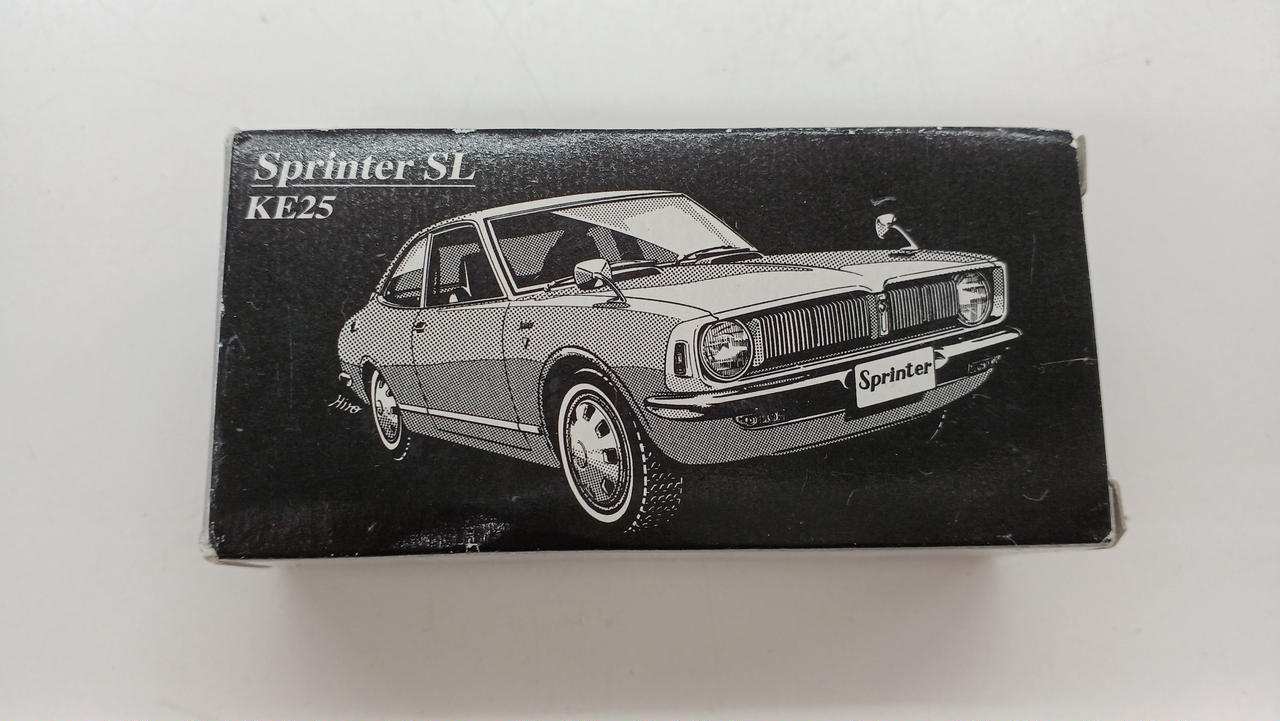 Sprinter SL
KE25
Sprinter
Hiro